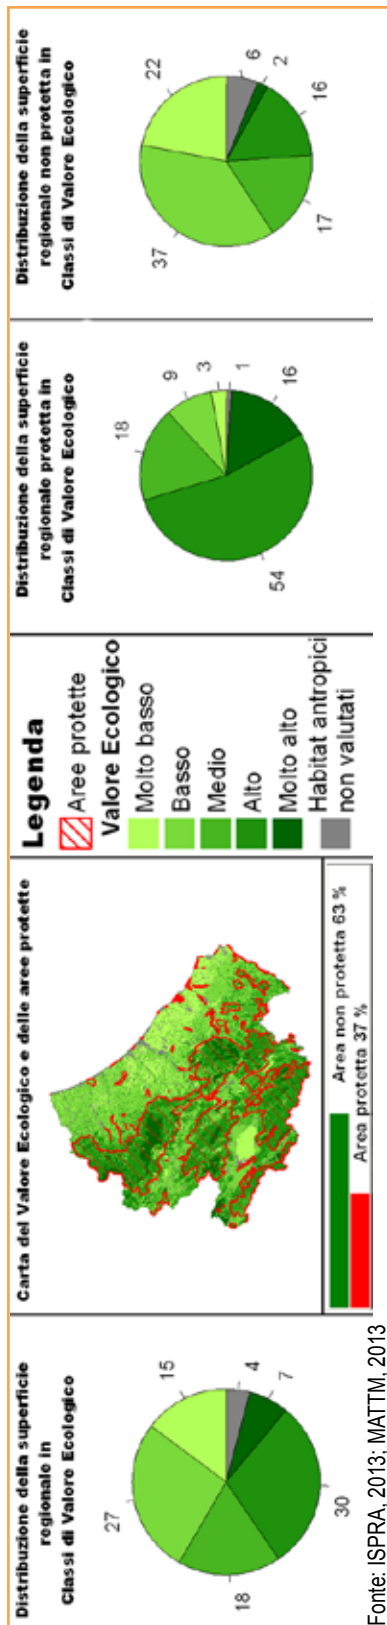 Distribuzione della superficie
regionale in
Classi di Valore Ecologico
15
27
18
30
7
4
Carta del Valore Ecologico e delle aree protette
Area non protetta 63 %
Area protetta 37 %
Legenda
Aree protette
Valore Ecologico
Molto basso
Basso
Medio
Alto
Molto alto
Habitat antropici
non valutati
Distribuzione della superficie
regionale protetta in
Classi di Valore Ecologico
3
9
18
54
16
1
Distribuzione della superficie
regionale non protetta in
Classi di Valore Ecologico
22
37
17
16
2
6
Fonte: ISPRA, 2013; MATTM, 2013